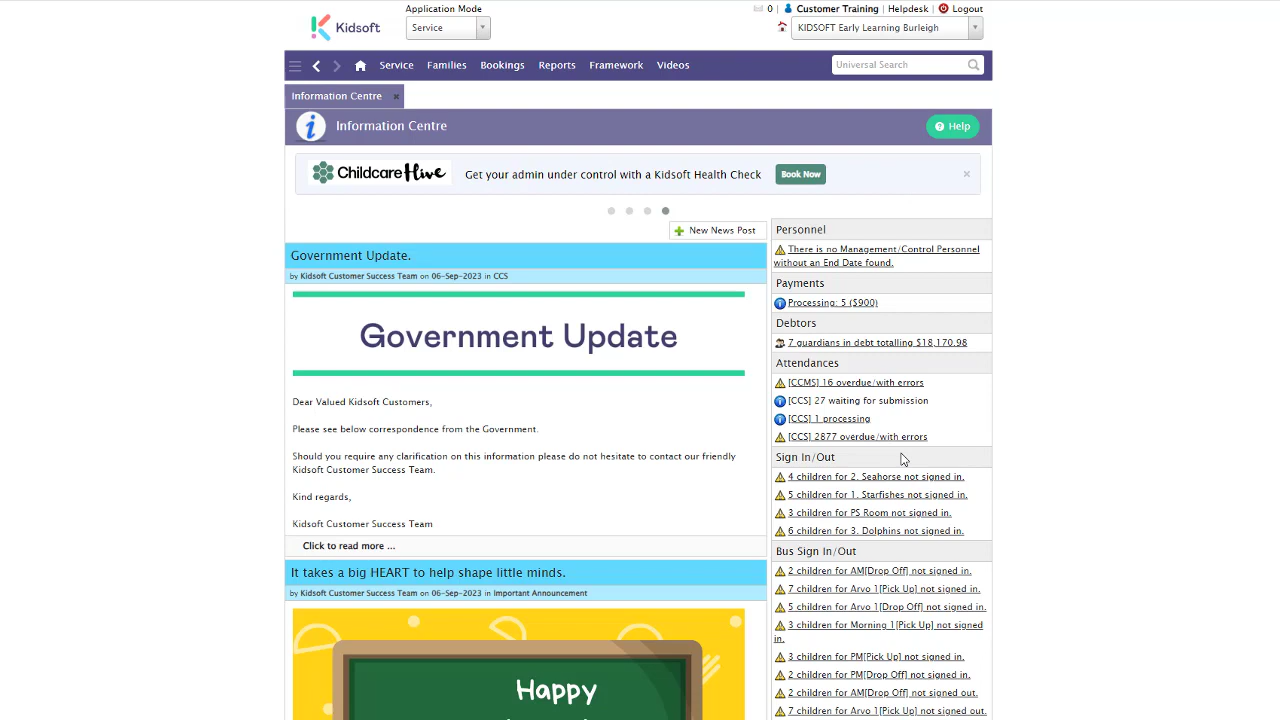 Application Mode
0 | Customer Training | Helpdesk | Logout
Kidsoft
Service
KIDSOFT Early Learning Burleigh
Service Families Bookings Reports Framework Videos
Universal Search
Information Centre ×
Information Centre
? Help
Childcare Hive
Get your admin under control with a Kidsoft Health Check
Book Now
×
New News Post
Government Update.
by Kidsoft Customer Success Team on 06-Sep-2023 in CCS
Government Update
Dear Valued Kidsoft Customers,
Please see below correspondence from the Government.
Should you require any clarification on this information please do not hesitate to contact our friendly
Kidsoft Customer Success Team.
Kind regards,
Kidsoft Customer Success Team
Click to read more ...
It takes a big HEART to help shape little minds.
by Kidsoft Customer Success Team on 06-Sep-2023 in Important Announcement
Happy
Personnel
There is no Management/Control Personnel
without an End Date found.
Payments
Processing: 5 ($900)
Debtors
7 guardians in debt totalling $18,170.98
Attendances
[CCMS] 16 overdue/with errors
[CCS] 27 waiting for submission
[CCS] 1 processing
[CCS] 2877 overdue/with errors
Sign In/Out
4 children for 2. Seahorse not signed in.
5 children for 1. Starfishes not signed in.
3 children for PS Room not signed in.
6 children for 3. Dolphins not signed in.
Bus Sign In/Out
2 children for AM[Drop Off] not signed in.
7 children for Arvo 1[Pick Up] not signed in.
5 children for Arvo 1[Drop Off] not signed in.
3 children for Morning 1[Pick Up] not signed
in.
3 children for PM[Pick Up] not signed in.
2 children for PM[Drop Off] not signed in.
2 children for AM[Drop Off] not signed out.
7 children for Arvo 1[Pick Up] not signed out.